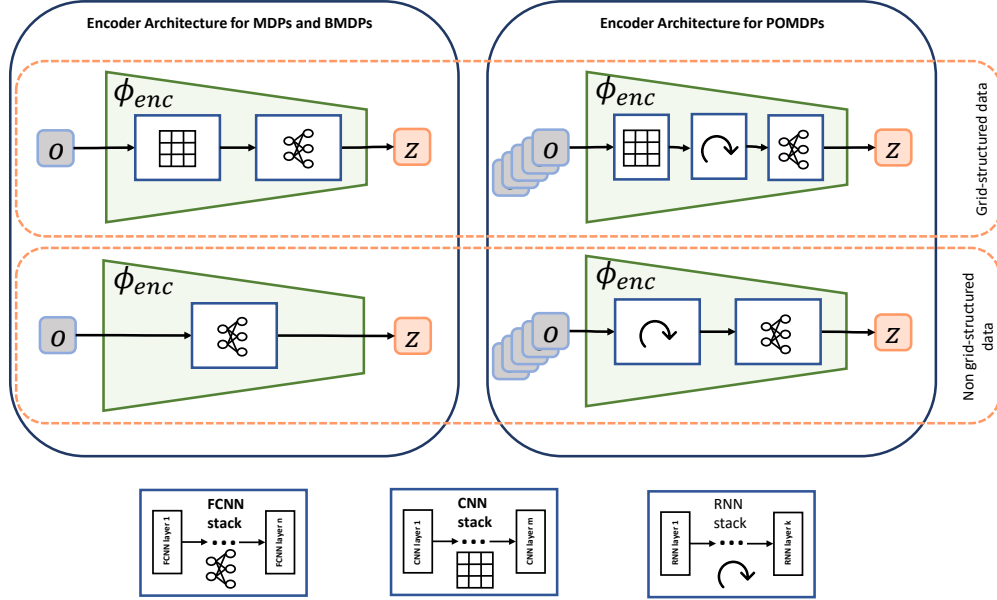 Encoder Architecture for MDPs and BMDPs
Encoder Architecture for POMDPs
ϕenc
o
z
ϕenc
o
z
Grid-structured data
ϕenc
o
z
ϕenc
o
z
Non grid-structured
data
FCNN
stack
FCNN layer 1
FCNN layer n
CNN
stack
CNN layer 1
CNN layer m
RNN
stack
RNN layer 1
RNN layer k